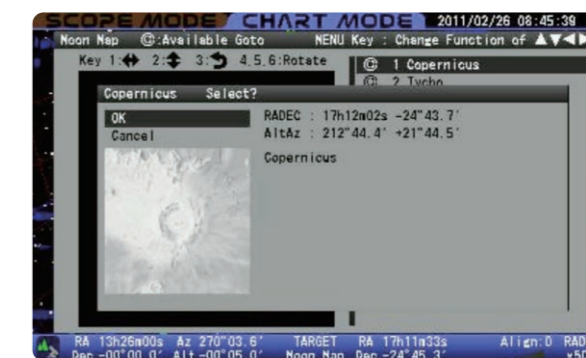 SCOPE MODE CHART MODE 2011/02/26 08:45:39
Moon Map G:Available Goto MENU Key : Change Function of ▲▼◀▶
Key 1:↔ 2:↕ 3:⮌ 4.5.6:Rotate
G 1 Copernicus
G 2 Tycho
Copernicus Select?
OK
Cancel
RADEC : 17h12m02s -24°43.7'
AltAz : 212°44.4' +21°44.5'
Copernicus
RA 13h26m00s Az 270°03.6' TARGET RA 17h11m33s Align:0 RA
Dec -00°00.0' Alt -00°05.0' Moon Map Dec -24°45.3'